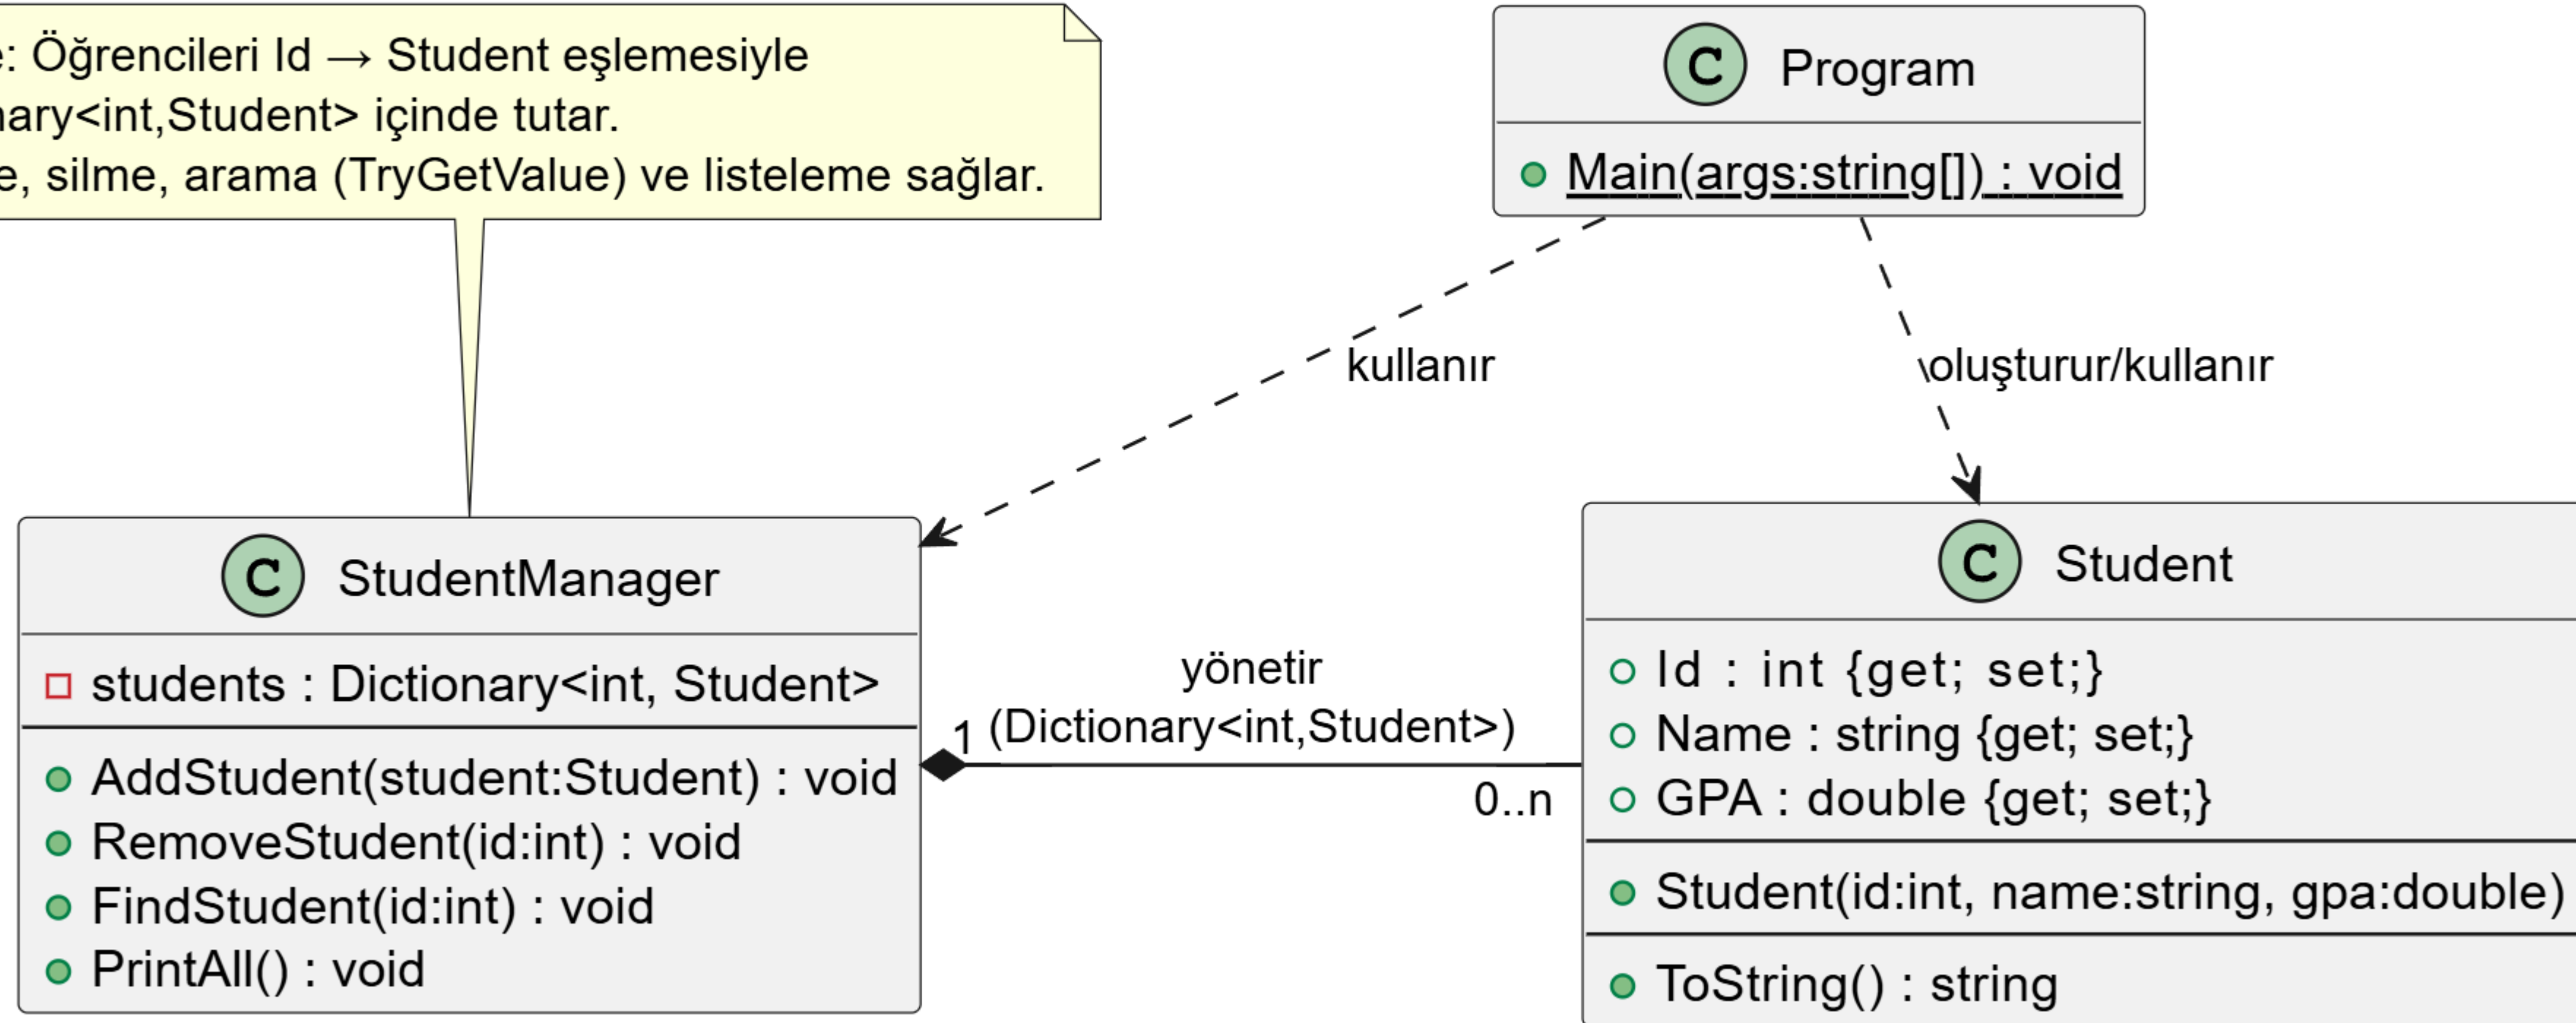 : Öğrencileri Id → Student eşlemesiyle
ary<int,Student> içinde tutar.
e, silme, arama (TryGetValue) ve listeleme sağlar.
C Program
Main(args:string[]) : void
kullanır
oluşturur/kullanır
C StudentManager
students : Dictionary<int, Student>
AddStudent(student:Student) : void
RemoveStudent(id:int) : void
FindStudent(id:int) : void
PrintAll() : void
yönetir
(Dictionary<int,Student>)
1
0..n
C Student
Id : int {get; set;}
Name : string {get; set;}
GPA : double {get; set;}
Student(id:int, name:string, gpa:double)
ToString() : string